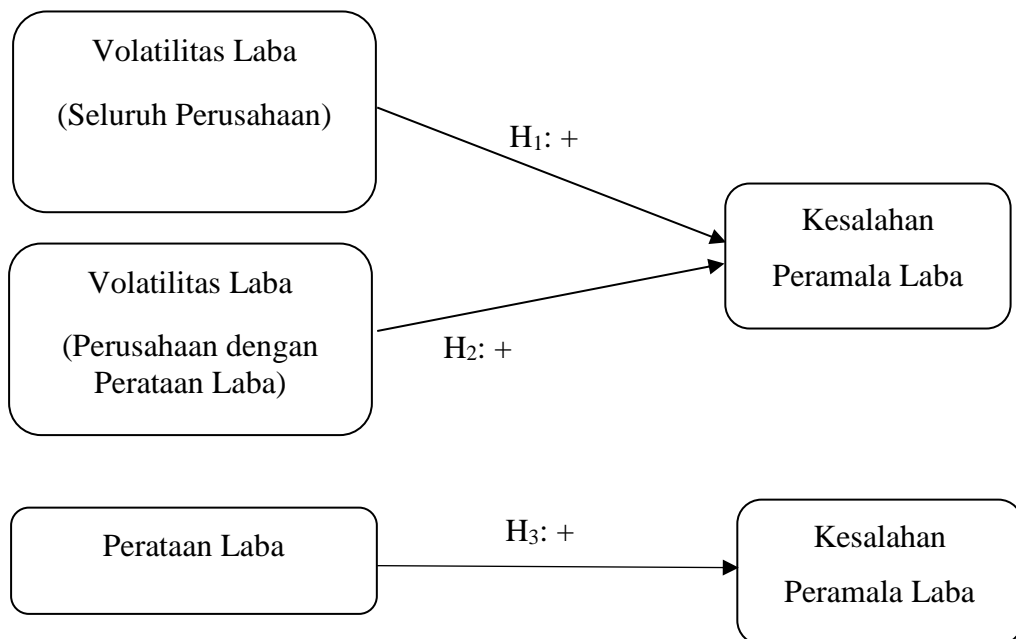 Volatilitas Laba
(Seluruh Perusahaan)
H₁: +
Kesalahan
Peramala Laba
Volatilitas Laba
(Perusahaan dengan
Perataan Laba)
H₂: +
Perataan Laba
H₃: +
Kesalahan
Peramala Laba